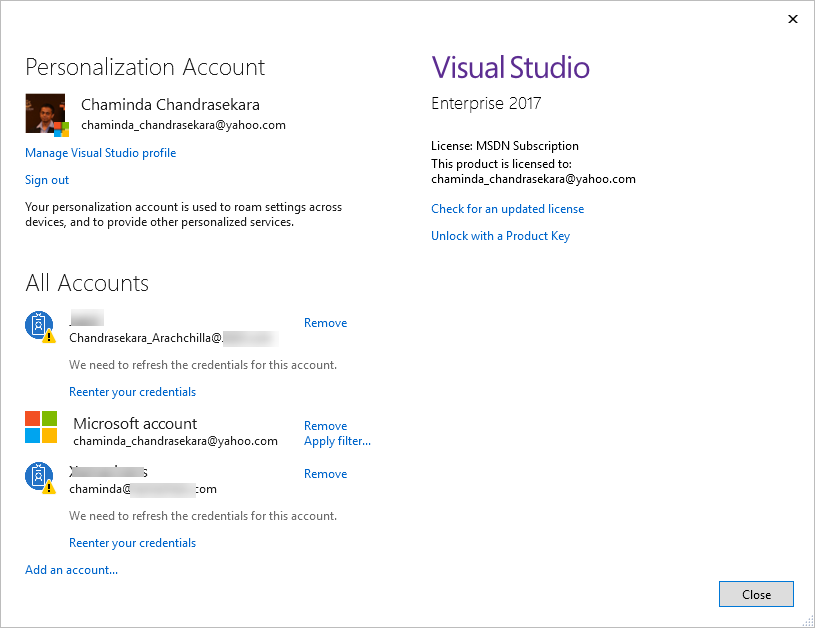 Personalization Account
Chaminda Chandrasekara
chaminda_chandrasekara@yahoo.com
Manage Visual Studio profile
Sign out
Your personalization account is used to roam settings across
devices, and to provide other personalized services.
All Accounts
Remove
Chandrasekara_Arachchilla@
We need to refresh the credentials for this account.
Reenter your credentials
Microsoft account
Remove
chaminda_chandrasekara@yahoo.com
Apply filter...
Remove
chaminda@ .com
We need to refresh the credentials for this account.
Reenter your credentials
Add an account...
Visual Studio
Enterprise 2017
License: MSDN Subscription
This product is licensed to:
chaminda_chandrasekara@yahoo.com
Check for an updated license
Unlock with a Product Key
Close